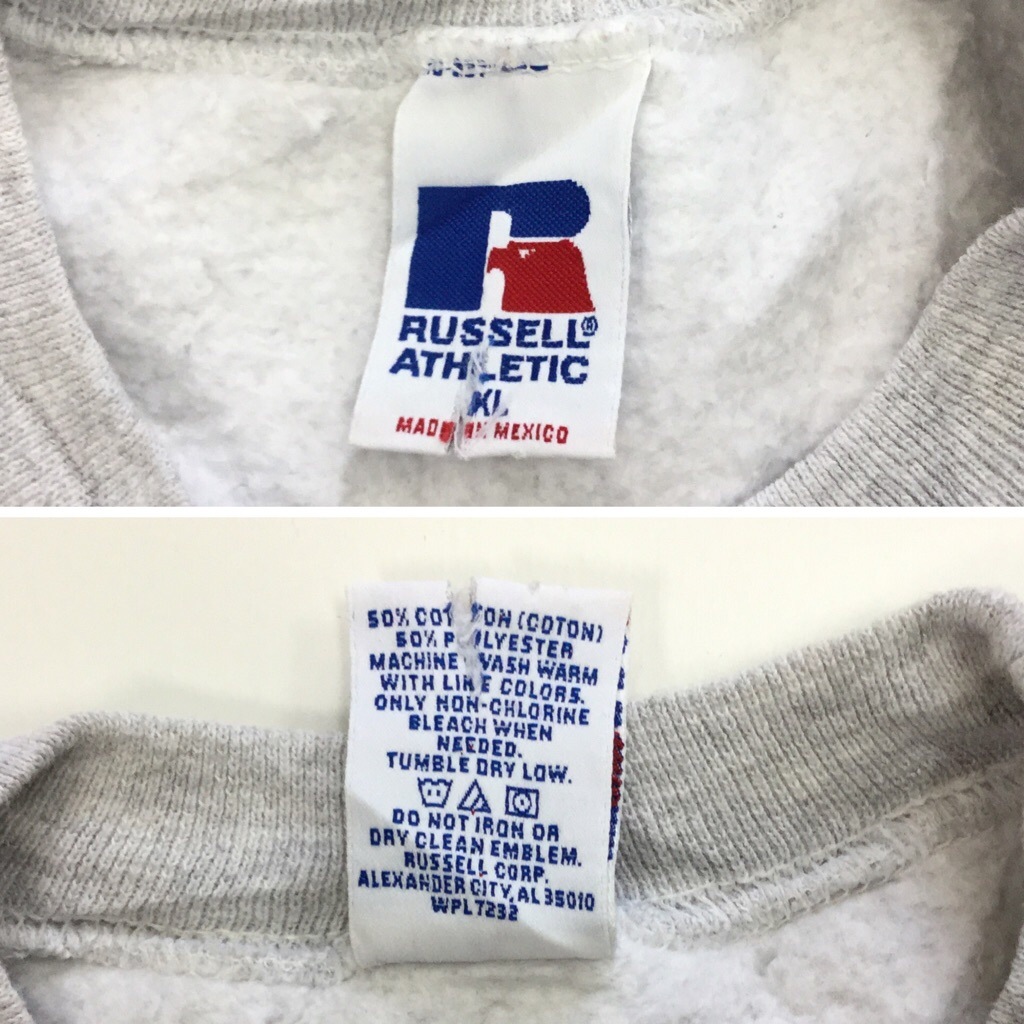 RUSSELL®
ATHLETIC
XL
MADE IN MEXICO
50% COTTON (COTON)
50% POLYESTER
MACHINE WASH WARM
WITH LIKE COLORS.
ONLY NON-CHLORINE
BLEACH WHEN
NEEDED.
TUMBLE DRY LOW.
DO NOT IRON OR
DRY CLEAN EMBLEM.
RUSSELL CORP.
ALEXANDER CITY, AL 35010
WPL7232